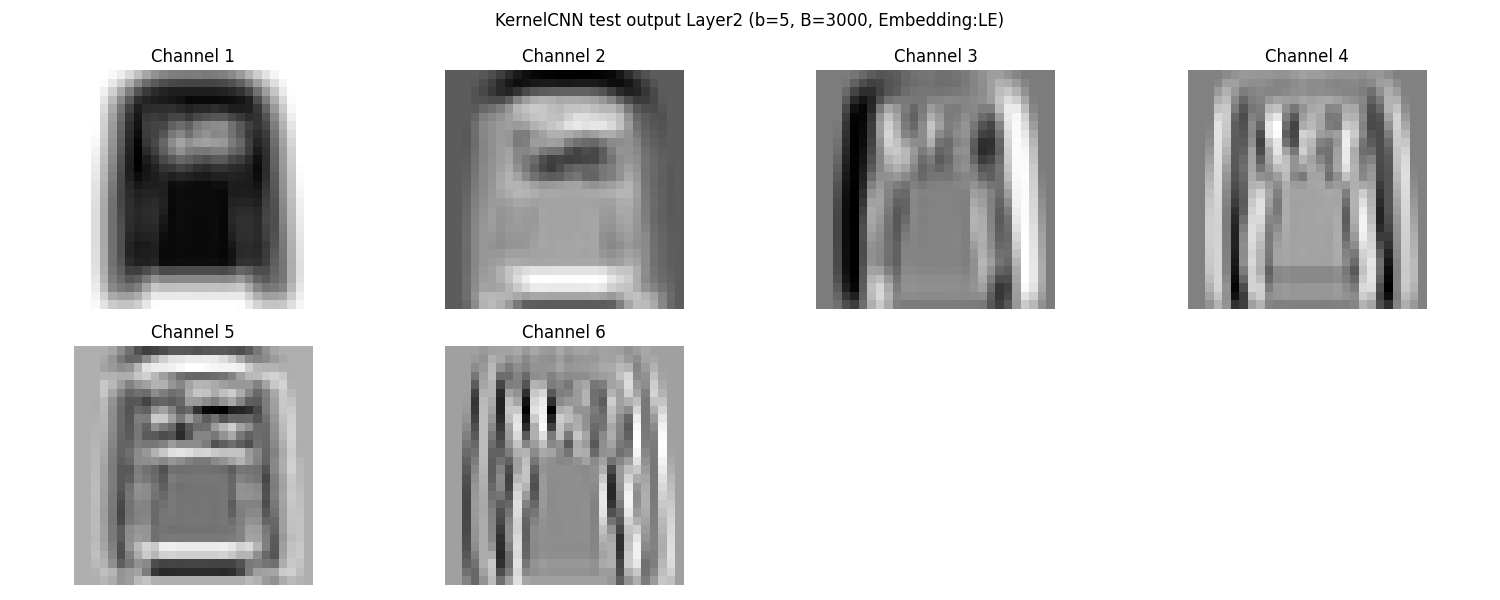 KernelCNN test output Layer2 (b=5, B=3000, Embedding:LE)
Channel 1
Channel 2
Channel 3
Channel 4
Channel 5
Channel 6